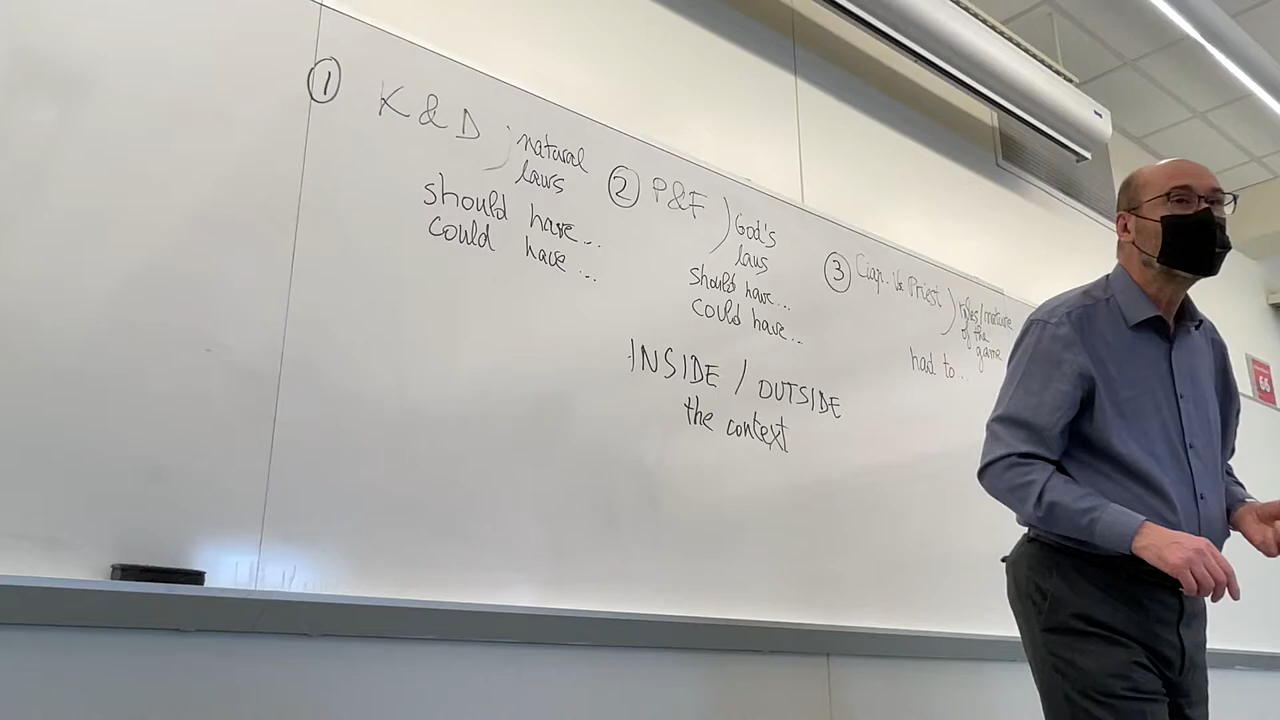 ① K & D
natural
laws
should have...
could have...
② P&F
God's
laws
should have...
could have...
③ Ciap. vs Priest
rules/nature
of the
game
had to...
INSIDE / OUTSIDE
the context
66